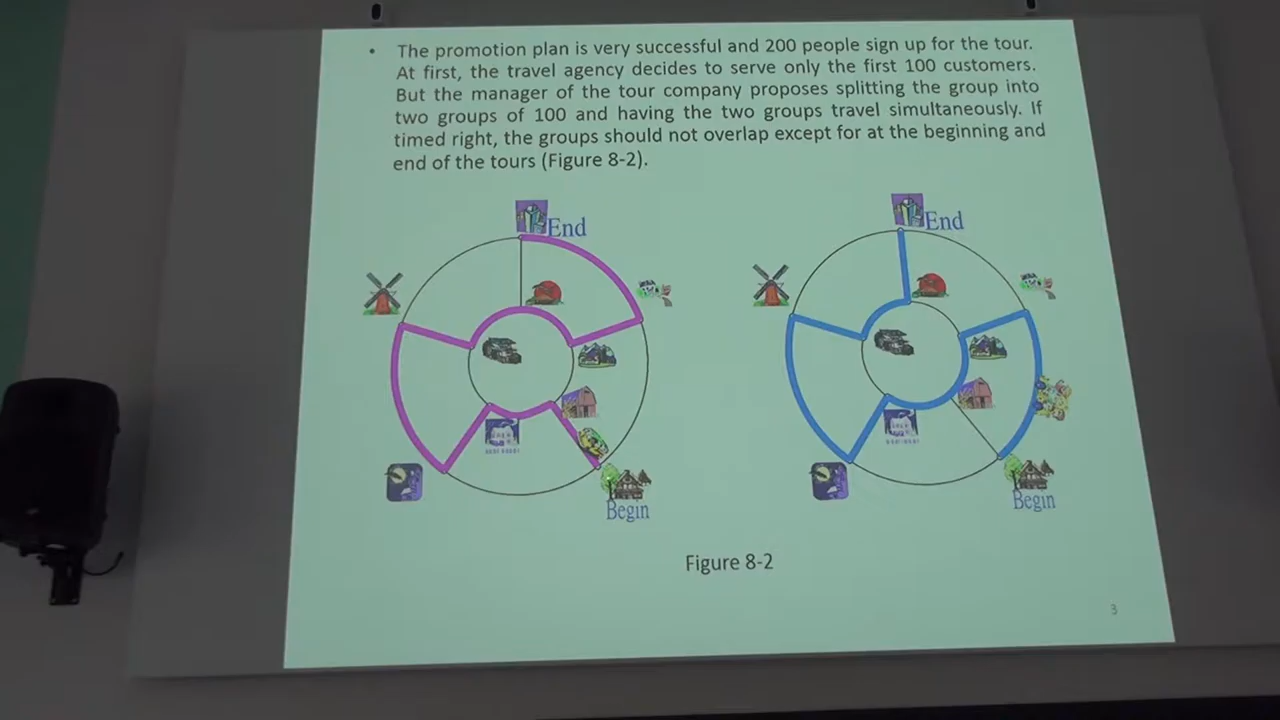 • The promotion plan is very successful and 200 people sign up for the tour.
At first, the travel agency decides to serve only the first 100 customers.
But the manager of the tour company proposes splitting the group into
two groups of 100 and having the two groups travel simultaneously. If
timed right, the groups should not overlap except for at the beginning and
end of the tours (Figure 8-2).
End
End
Begin
Begin
Figure 8-2
3